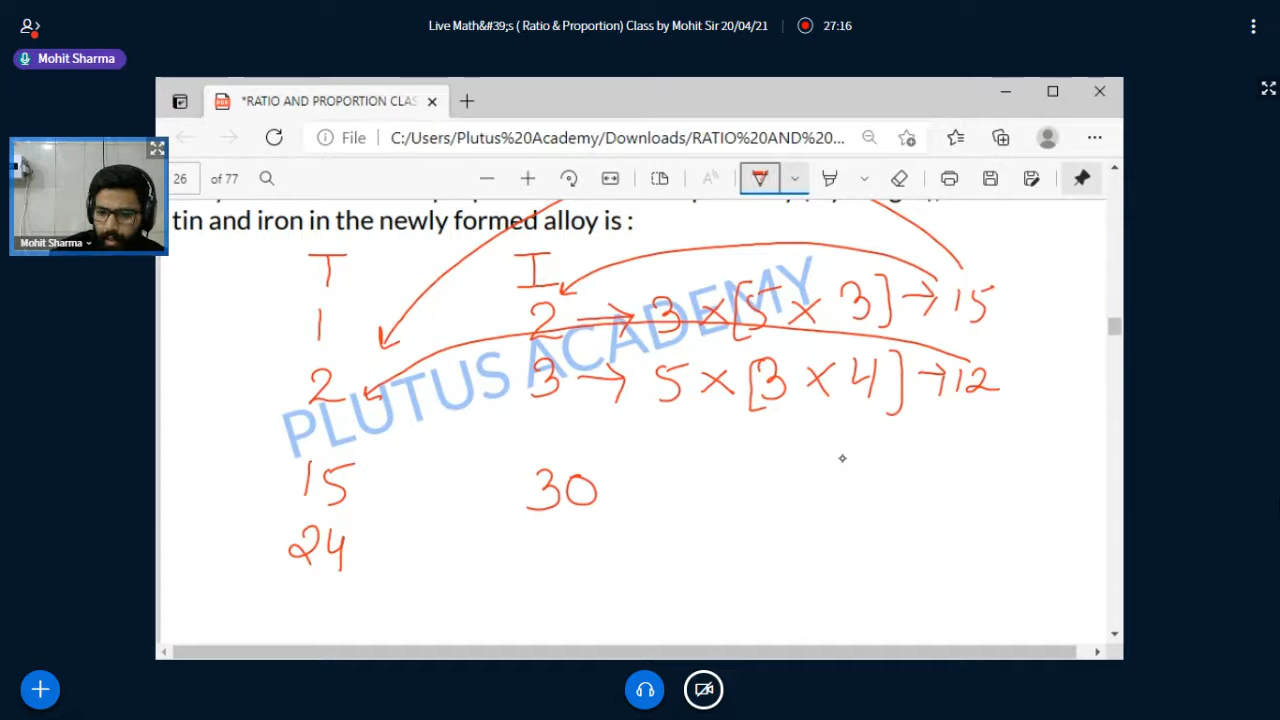 Live Math&#39;s ( Ratio & Proportion) Class by Mohit Sir 20/04/21
27:16
Mohit Sharma
*RATIO AND PROPORTION CLAS
File
C:/Users/Plutus%20Academy/Downloads/RATIO%20AND%20...
26 of 77
Mohit Sharma
tin and iron in the newly formed alloy is :
T I
1 2 → 3 × [5 × 3] → 15
2 3 → 5 × [3 × 4] → 12
PLUTUS ACADEMY
15 30
24